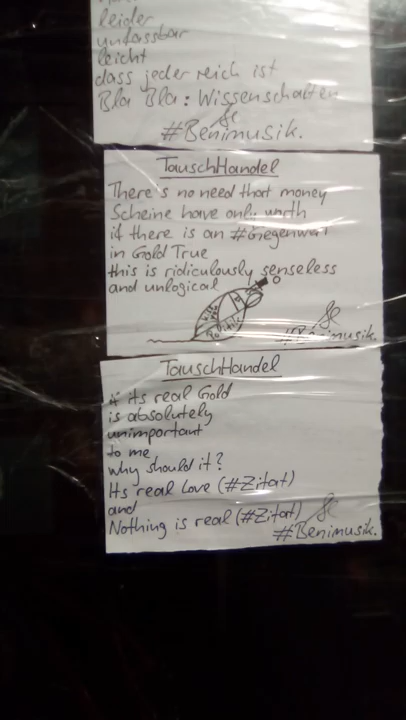 leider
unfassbar
leicht
dass jeder reich ist
Bla Bla: Wissenschaften
#Benimusik.
TauschHandel
There's no need that money
Scheine have only worth
if there is an #Gegenwert
in Gold True
this is ridiculously senseless
and unlogical
Politik
#Benimusik.
TauschHandel
if its real Gold
is absolutely
unimportant
to me
why should it?
Its real Love (#Zitat)
and
Nothing is real (#Zitat)
#Benimusik.